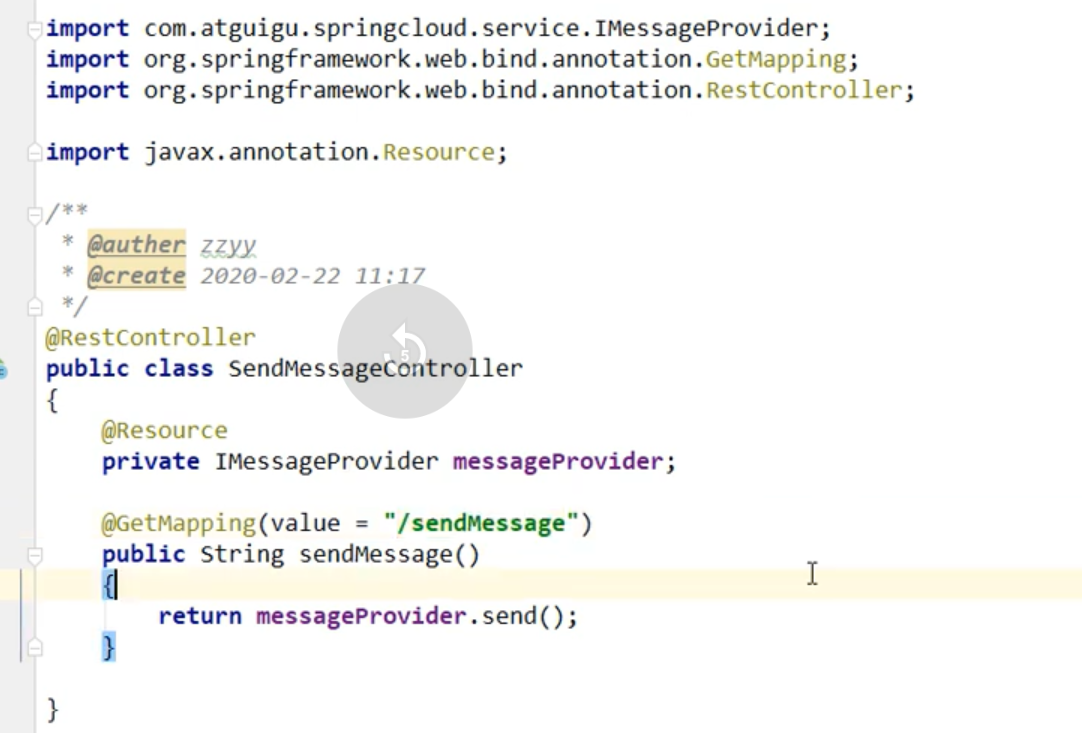 import com.atguigu.springcloud.service.IMessageProvider;
import org.springframework.web.bind.annotation.GetMapping;
import org.springframework.web.bind.annotation.RestController;
import javax.annotation.Resource;
/**
* @auther zzyy
* @create 2020-02-22 11:17
*/
@RestController
5
public class SendMessageController
{
@Resource
private IMessageProvider messageProvider;
@GetMapping(value = "/sendMessage")
public String sendMessage()
{
return messageProvider.send();
}
}